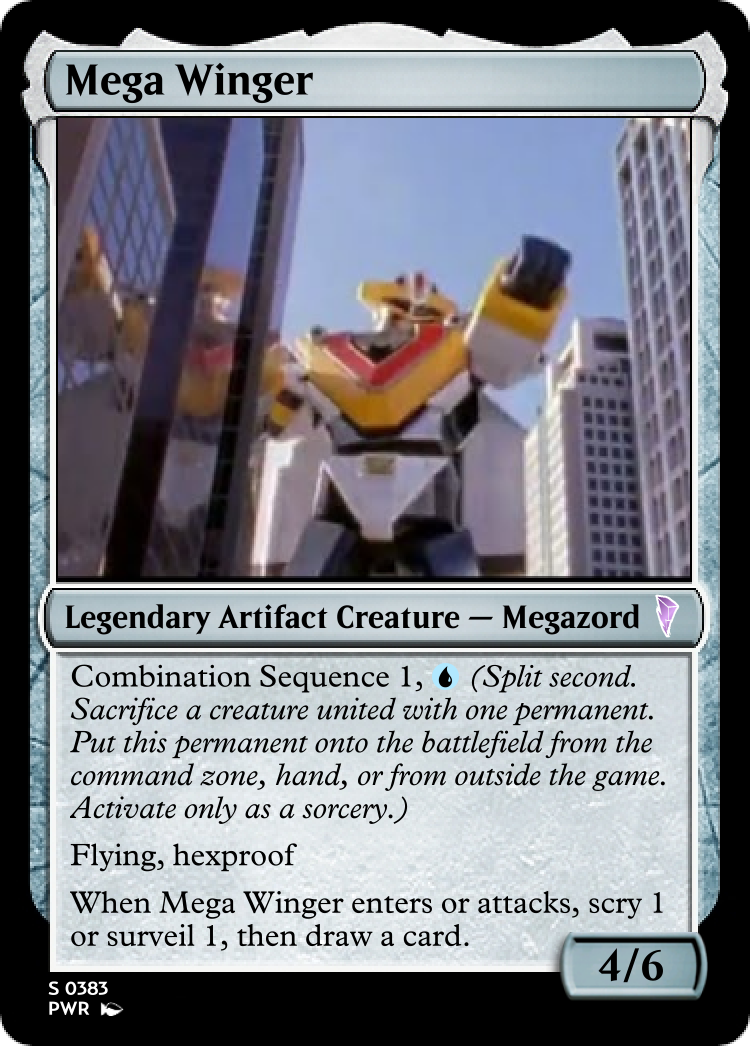 Mega Winger
Legendary Artifact Creature — Megazord
Combination Sequence 1, (Split second.
Sacrifice a creature united with one permanent.
Put this permanent onto the battlefield from the
command zone, hand, or from outside the game.
Activate only as a sorcery.)
Flying, hexproof
When Mega Winger enters or attacks, scry 1
or surveil 1, then draw a card.
4/6
S 0383
PWR